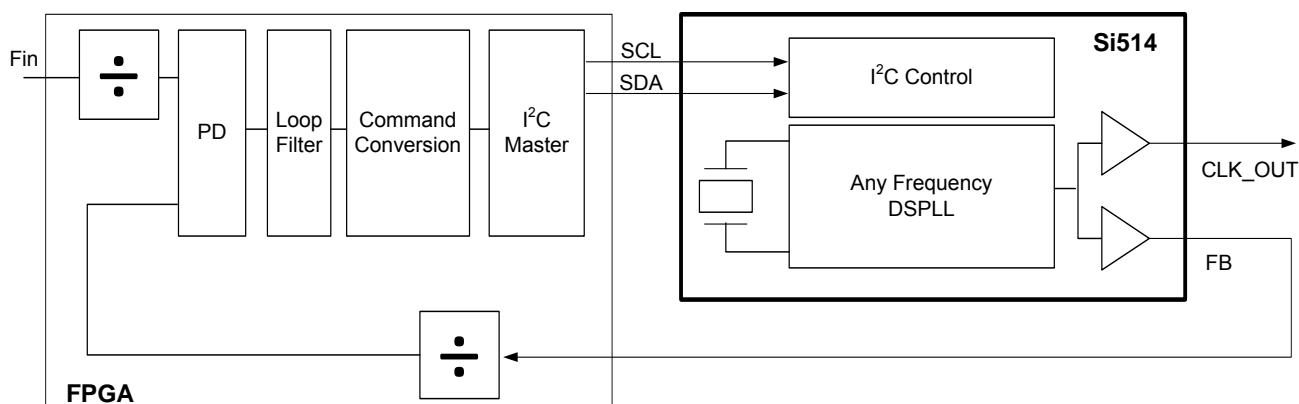 Fin
PD
Loop
Filter
Command
Conversion
I²C
Master
SCL
SDA
Si514
I²C Control
Any Frequency
DSPLL
CLK_OUT
FB
FPGA